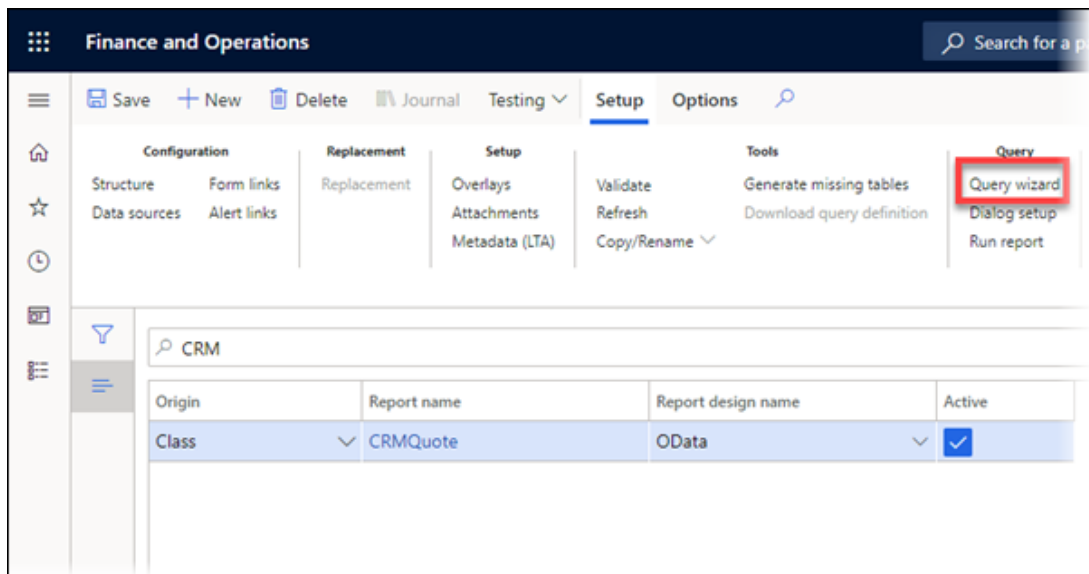 Finance and Operations
Search for a p
Save New Delete Journal Testing Setup Options
Configuration Replacement Setup Tools Query
Structure Form links Replacement Overlays Validate Generate missing tables Query wizard
Data sources Alert links Attachments Refresh Download query definition Dialog setup
Metadata (LTA) Copy/Rename Run report
CRM
Origin Report name Report design name Active
Class CRMQuote OData